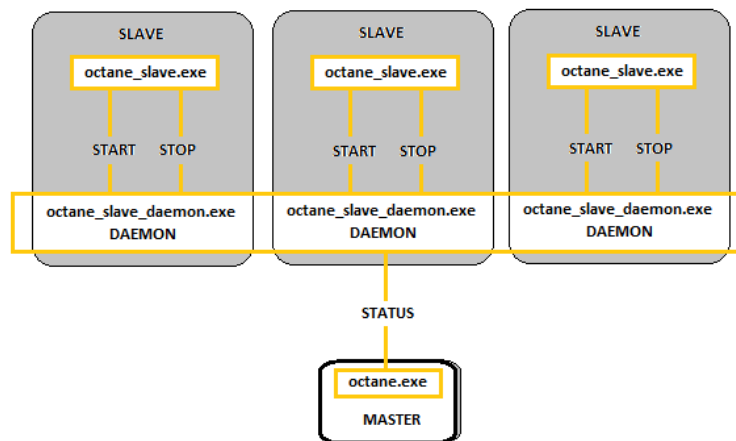 SLAVE
octane_slave.exe
START STOP
octane_slave_daemon.exe
DAEMON
SLAVE
octane_slave.exe
START STOP
octane_slave_daemon.exe
DAEMON
SLAVE
octane_slave.exe
START STOP
octane_slave_daemon.exe
DAEMON
STATUS
octane.exe
MASTER